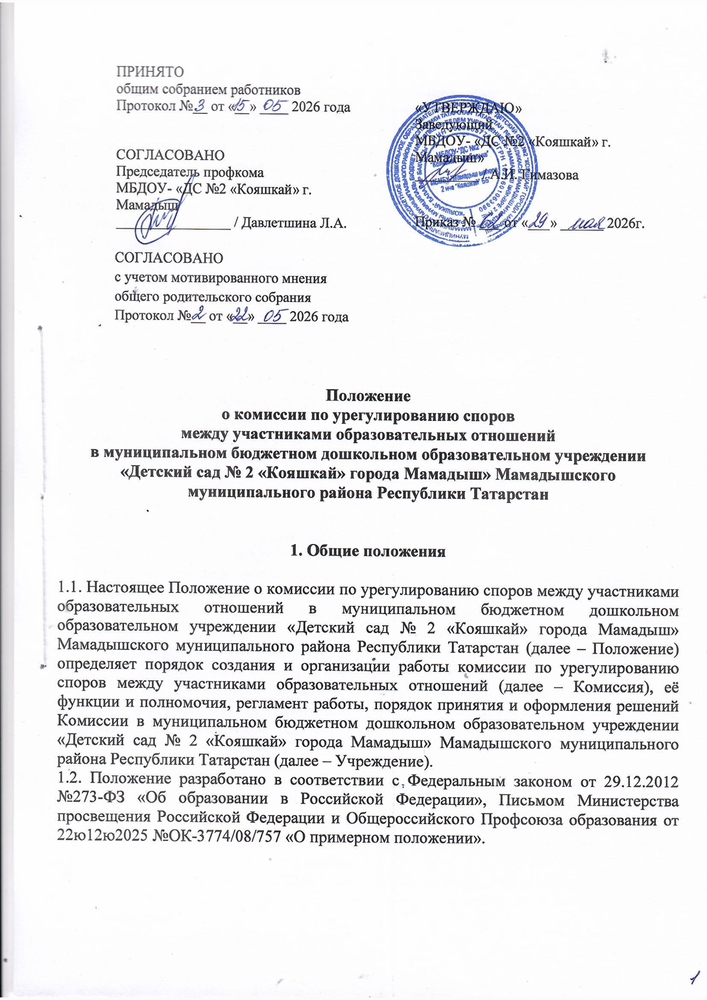 ПРИНЯТО
общим собранием работников
Протокол № 3 от «15» 05 2026 года
СОГЛАСОВАНО
Председатель профкома
МБДОУ- «ДС №2 «Кояшкай» г.
Мамадыш
________________ / Давлетшина Л.А.
СОГЛАСОВАНО
с учетом мотивированного мнения
общего родительского собрания
Протокол № 2 от «22» 05 2026 года
«УТВЕРЖДАЮ»
Заведующий
МБДОУ- «ДС №2 «Кояшкай» г.
Мамадыш»
/ А.И. Тимазова
Приказ № от «29» мая 2026г.
Положение
о комиссии по урегулированию споров
между участниками образовательных отношений
в муниципальном бюджетном дошкольном образовательном учреждении
«Детский сад № 2 «Кояшкай» города Мамадыш» Мамадышского
муниципального района Республики Татарстан
1. Общие положения
1.1. Настоящее Положение о комиссии по урегулированию споров между участниками
образовательных отношений в муниципальном бюджетном дошкольном
образовательном учреждении «Детский сад № 2 «Кояшкай» города Мамадыш»
Мамадышского муниципального района Республики Татарстан (далее – Положение)
определяет порядок создания и организации работы комиссии по урегулированию
споров между участниками образовательных отношений (далее – Комиссия), её
функции и полномочия, регламент работы, порядок принятия и оформления решений
Комиссии в муниципальном бюджетном дошкольном образовательном учреждении
«Детский сад № 2 «Кояшкай» города Мамадыш» Мамадышского муниципального
района Республики Татарстан (далее – Учреждение).
1.2. Положение разработано в соответствии с Федеральным законом от 29.12.2012
№273-ФЗ «Об образовании в Российской Федерации», Письмом Министерства
просвещения Российской Федерации и Общероссийского Профсоюза образования от
22ю12ю2025 №ОК-3774/08/757 «О примерном положении».
1